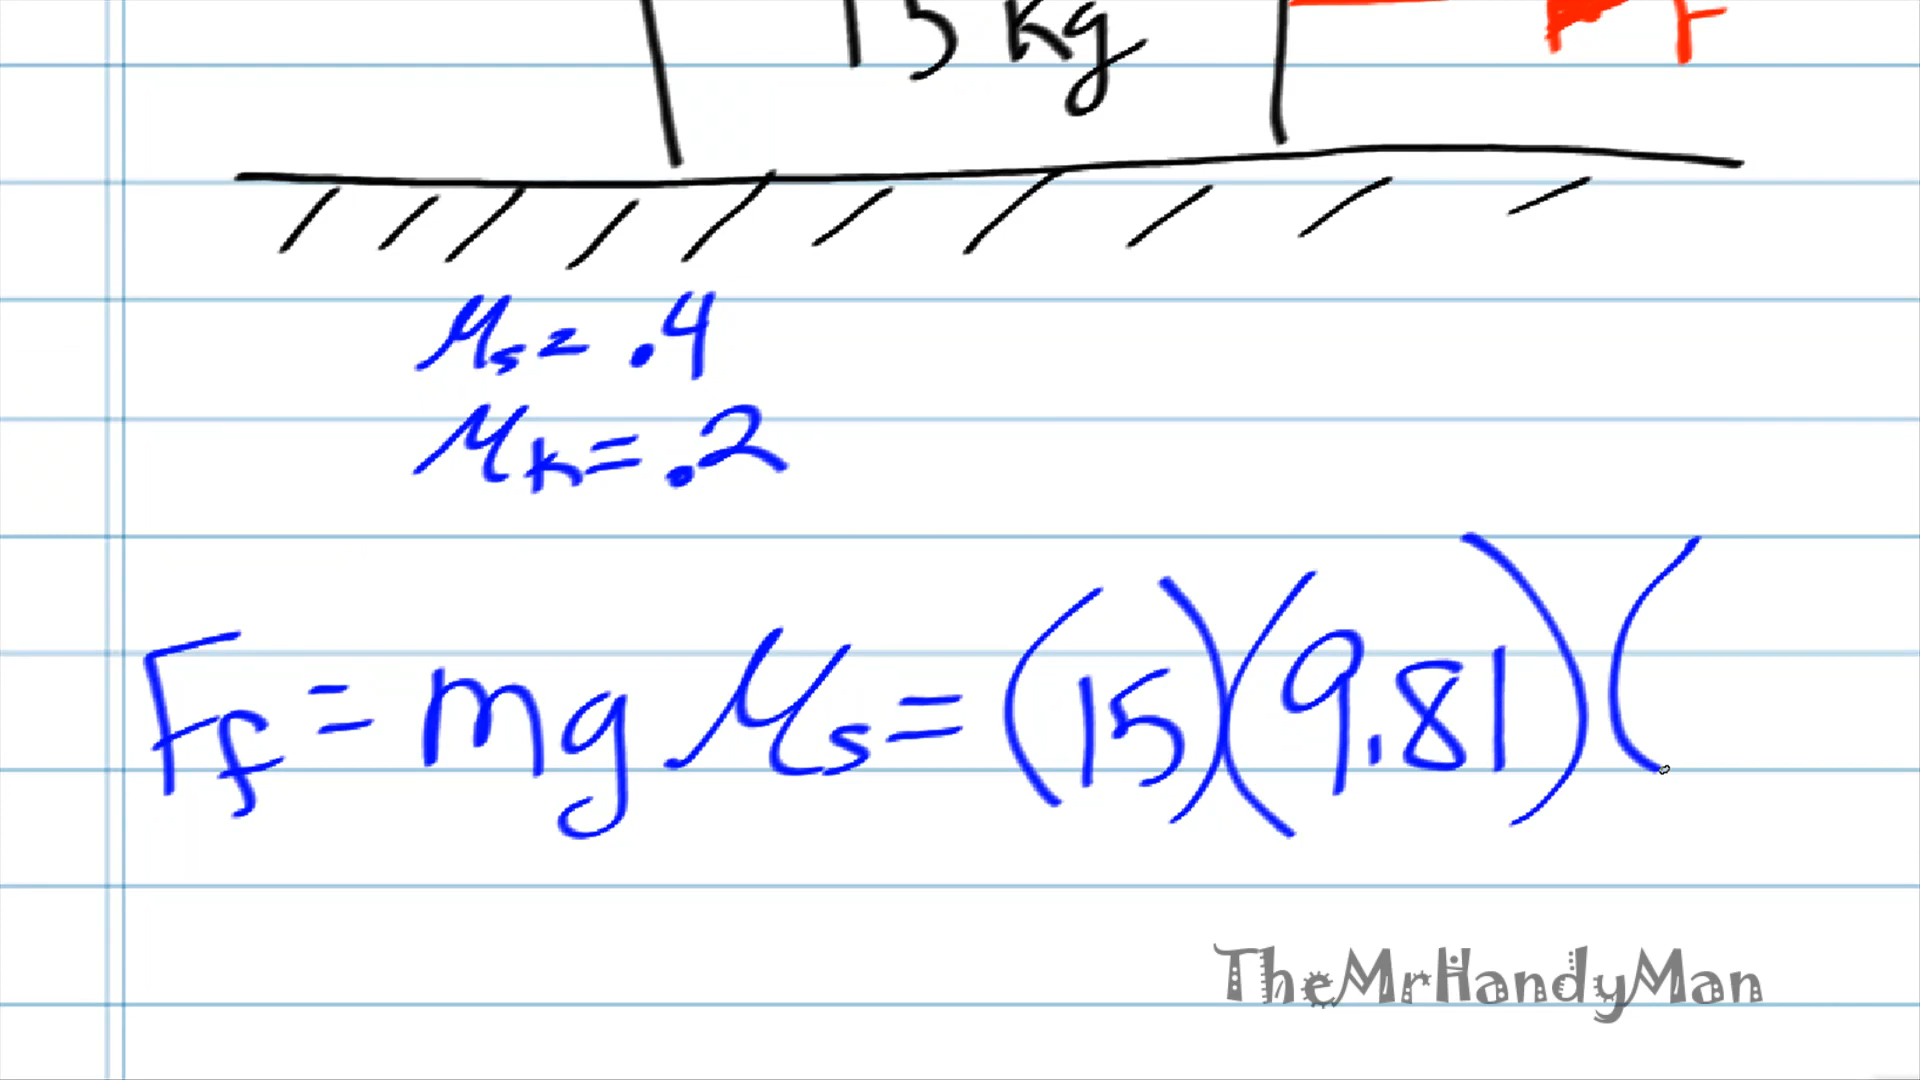 15 kg
μs = .4
μk = .2
Ff = mg μs = (15)(9.81)(
TheMrHandyMan